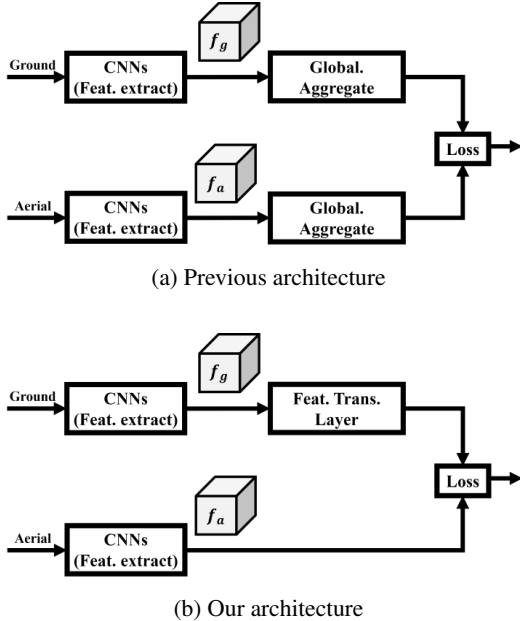 Ground
CNNs
(Feat. extract)
f_g
Global.
Aggregate
Loss
Aerial
CNNs
(Feat. extract)
f_a
Global.
Aggregate
(a) Previous architecture
Ground
CNNs
(Feat. extract)
f_g
Feat. Trans.
Layer
Loss
Aerial
CNNs
(Feat. extract)
f_a
(b) Our architecture